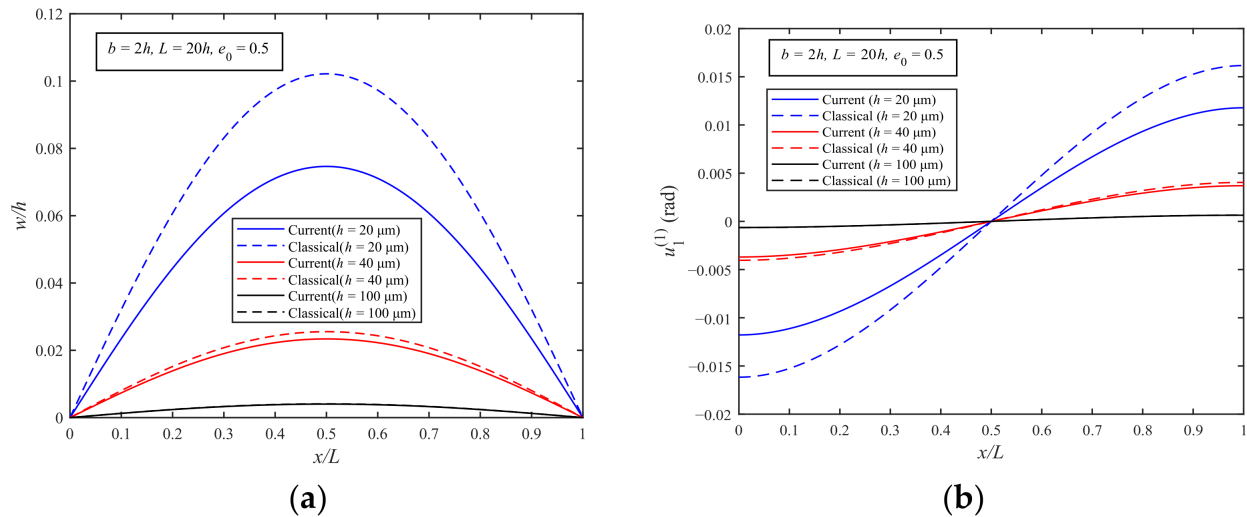 (a)
0.12
0.1
0.08
0.06
0.04
0.02
0
w/h
b = 2h, L = 20h, e0 = 0.5
Current(h = 20 μm)
Classical(h = 20 μm)
Current(h = 40 μm)
Classical(h = 40 μm)
Current(h = 100 μm)
Classical(h = 100 μm)
0 0.1 0.2 0.3 0.4 0.5 0.6 0.7 0.8 0.9 1
x/L
(b)
0.02
0.015
0.01
0.005
0
−0.005
−0.01
−0.015
−0.02
u1(1) (rad)
b = 2h, L = 20h, e0 = 0.5
Current (h = 20 μm)
Classical (h = 20 μm)
Current (h = 40 μm)
Classical (h = 40 μm)
Current (h = 100 μm)
Classical (h = 100 μm)
0 0.1 0.2 0.3 0.4 0.5 0.6 0.7 0.8 0.9 1
x/L